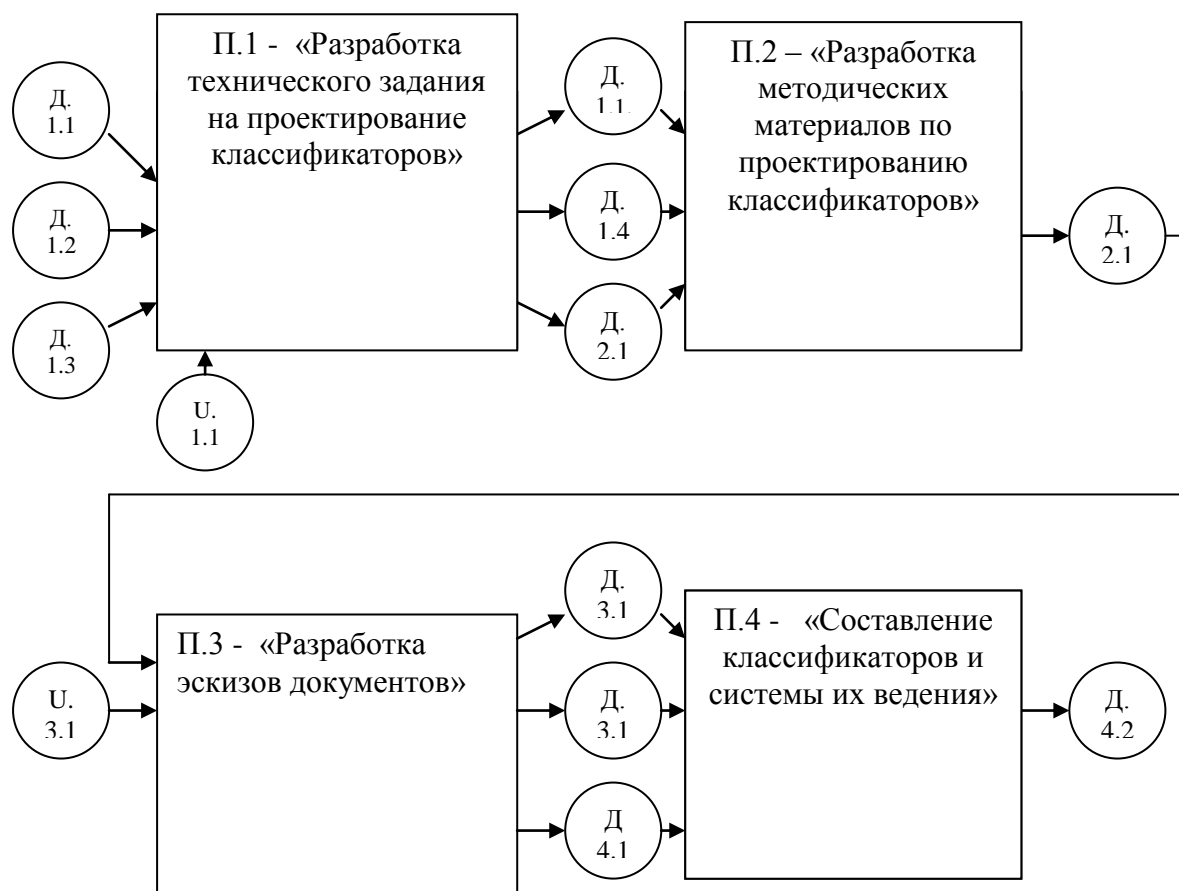 П.1 - «Разработка
технического задания
на проектирование
классификаторов»
Д.
1.1
Д.
1.2
Д.
1.3
U.
1.1
Д.
1.1.
Д.
1.4
Д.
2.1
П.2 – «Разработка
методических
материалов по
проектированию
классификаторов»
Д.
2.1
U.
3.1
П.3 - «Разработка
эскизов документов»
Д.
3.1
Д.
3.1
Д
4.1
П.4 - «Составление
классификаторов и
системы их ведения»
Д.
4.2